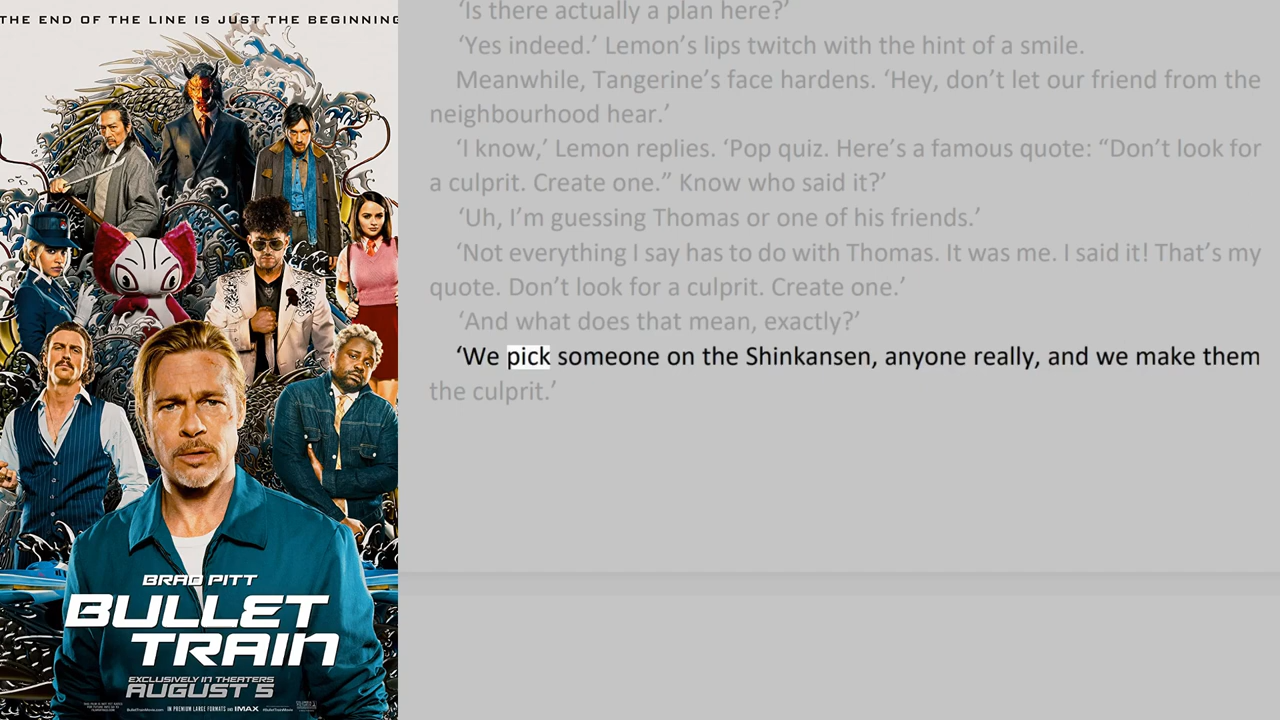 THE END OF THE LINE IS JUST THE BEGINNING
BRAD PITT
BULLET
TRAIN
EXCLUSIVELY IN THEATERS
AUGUST 5
BulletTrainMovie.com
IN PREMIUM LARGE FORMATS AND IMAX
#BulletTrainMovie
‘Is there actually a plan here?’
‘Yes indeed.’ Lemon’s lips twitch with the hint of a smile.
Meanwhile, Tangerine’s face hardens. ‘Hey, don’t let our friend from the
neighbourhood hear.’
‘I know,’ Lemon replies. ‘Pop quiz. Here’s a famous quote: “Don’t look for
a culprit. Create one.” Know who said it?’
‘Uh, I’m guessing Thomas or one of his friends.’
‘Not everything I say has to do with Thomas. It was me. I said it! That’s my
quote. Don’t look for a culprit. Create one.’
‘And what does that mean, exactly?’
‘We pick someone on the Shinkansen, anyone really, and we make them
the culprit.’